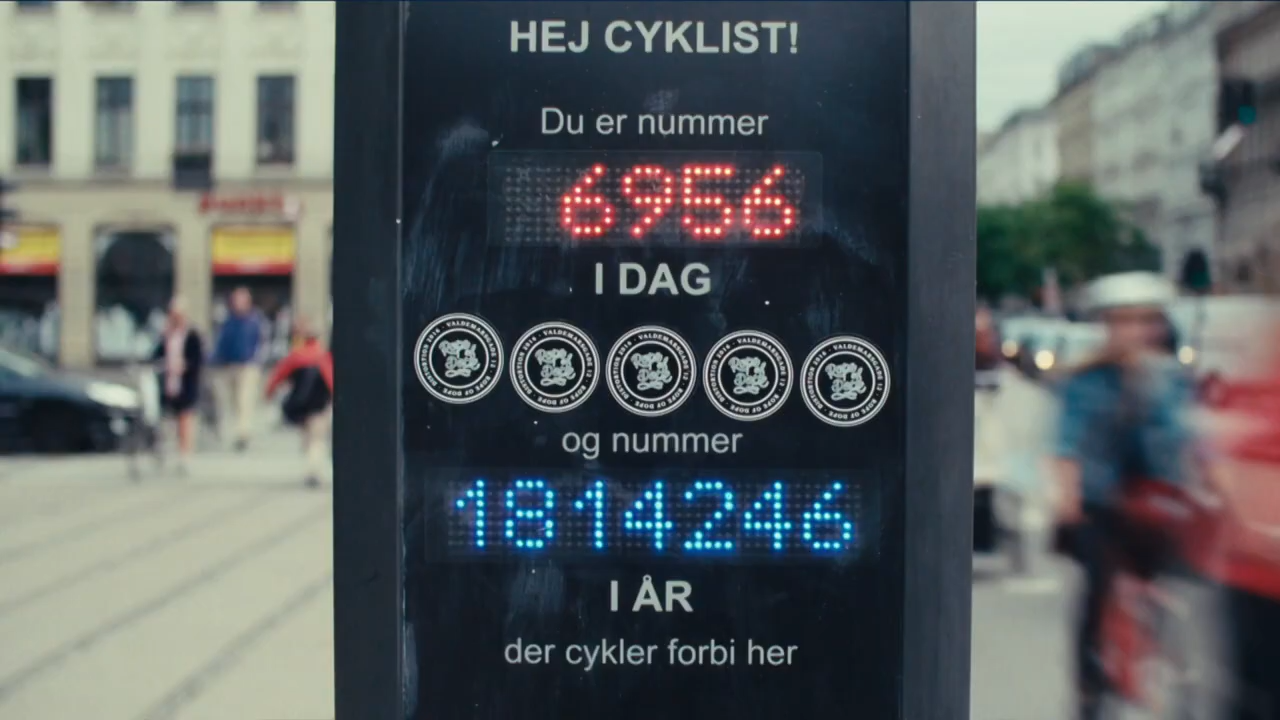 HEJ CYKLIST!
Du er nummer
6956
I DAG
og nummer
1814246
I ÅR
der cykler forbi her